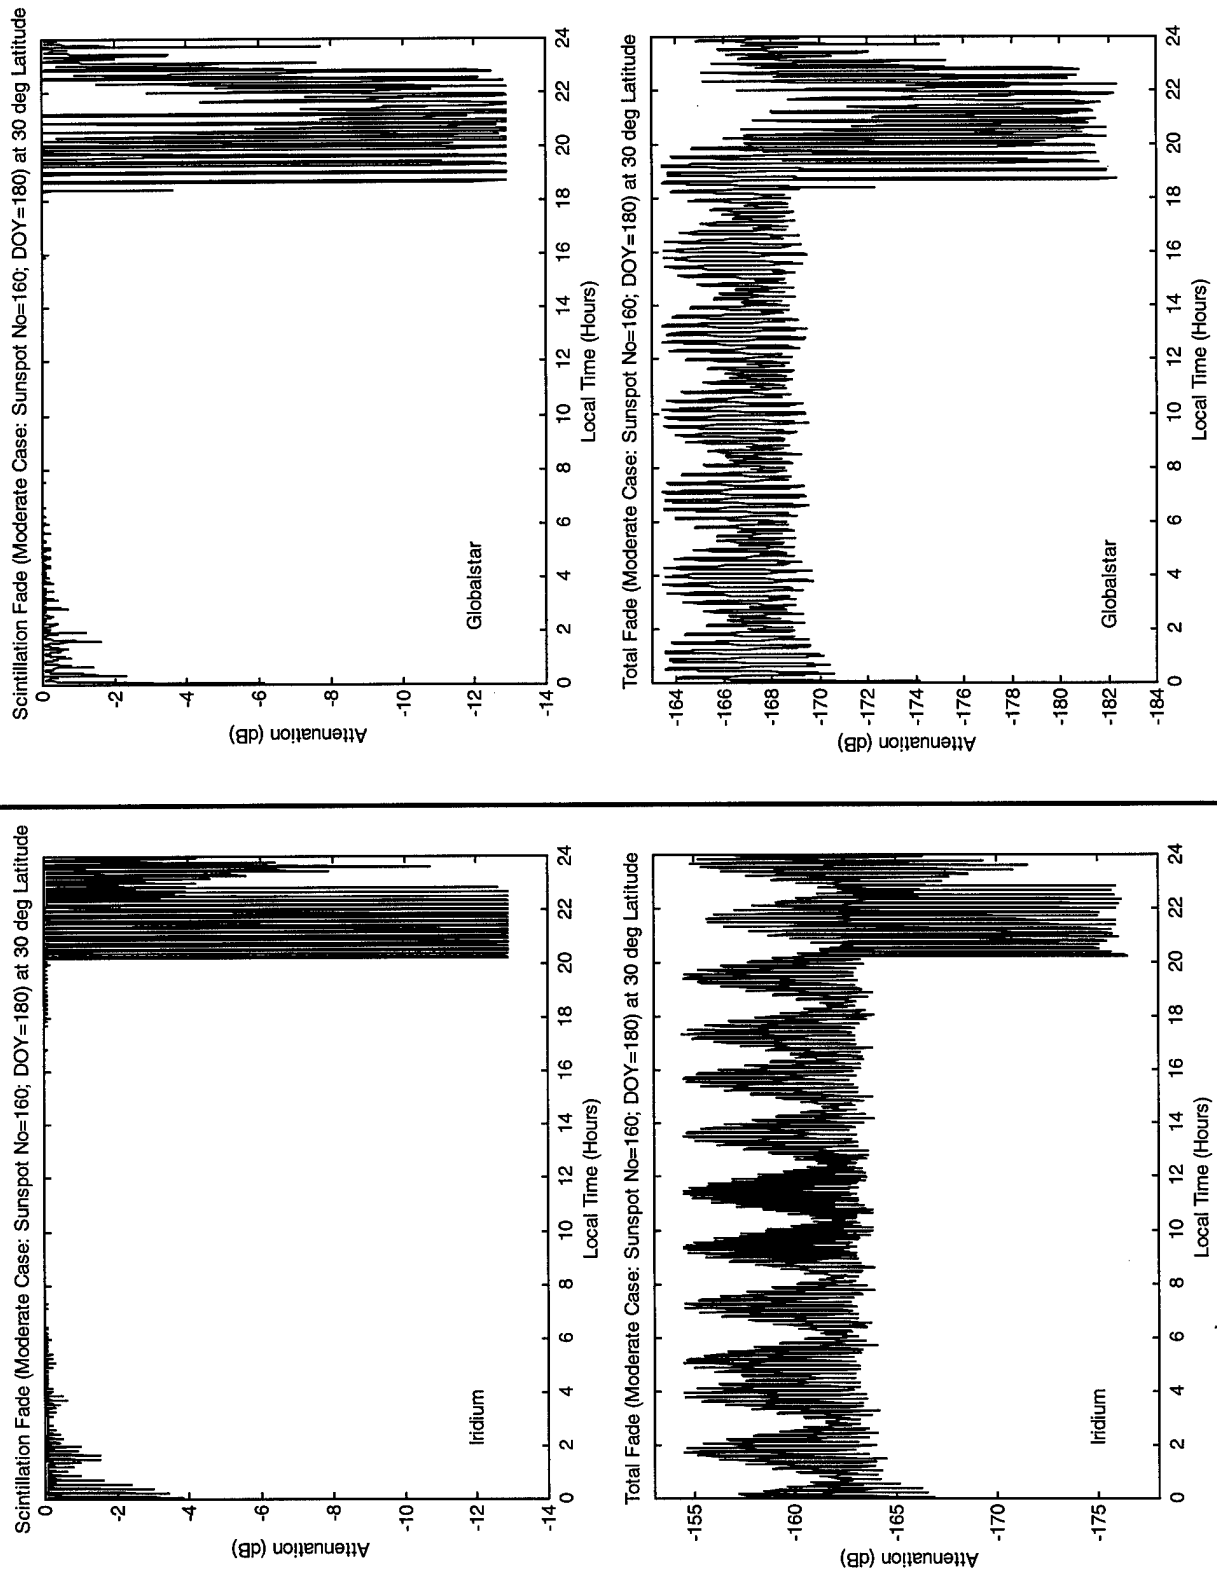 Scintillation Fade (Moderate Case: Sunspot No=160; DOY=180) at 30 deg Latitude
0
-2
-4
-6
-8
-10
-12
-14
Attenuation (dB)
Iridium
0 2 4 6 8 10 12 14 16 18 20 22 24
Local Time (Hours)
Total Fade (Moderate Case: Sunspot No=160; DOY=180) at 30 deg Latitude
-155
-160
-165
-170
-175
Attenuation (dB)
Iridium
0 2 4 6 8 10 12 14 16 18 20 22 24
Local Time (Hours)
Scintillation Fade (Moderate Case: Sunspot No=160; DOY=180) at 30 deg Latitude
0
-2
-4
-6
-8
-10
-12
-14
Attenuation (dB)
Globalstar
0 2 4 6 8 10 12 14 16 18 20 22 24
Local Time (Hours)
Total Fade (Moderate Case: Sunspot No=160; DOY=180) at 30 deg Latitude
-164
-166
-168
-170
-172
-174
-176
-178
-180
-182
-184
Attenuation (dB)
Globalstar
0 2 4 6 8 10 12 14 16 18 20 22 24
Local Time (Hours)